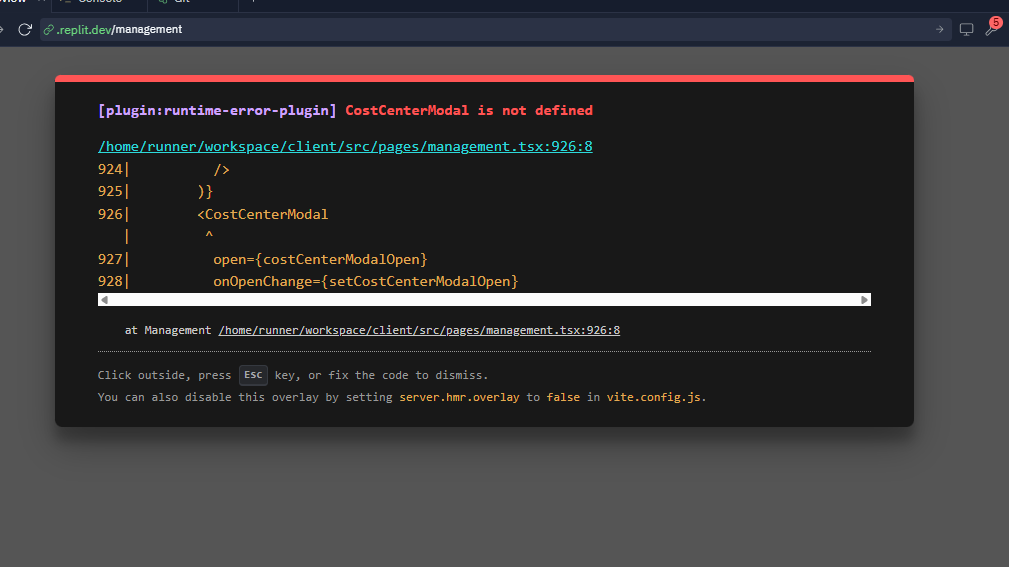 Console
.replit.dev/management
5
[plugin:runtime-error-plugin] CostCenterModal is not defined
/home/runner/workspace/client/src/pages/management.tsx:926:8
924| />
925| )}
926| <CostCenterModal
| ^
927| open={costCenterModalOpen}
928| onOpenChange={setCostCenterModalOpen}
at Management /home/runner/workspace/client/src/pages/management.tsx:926:8
Click outside, press Esc key, or fix the code to dismiss.
You can also disable this overlay by setting server.hmr.overlay to false in vite.config.js.